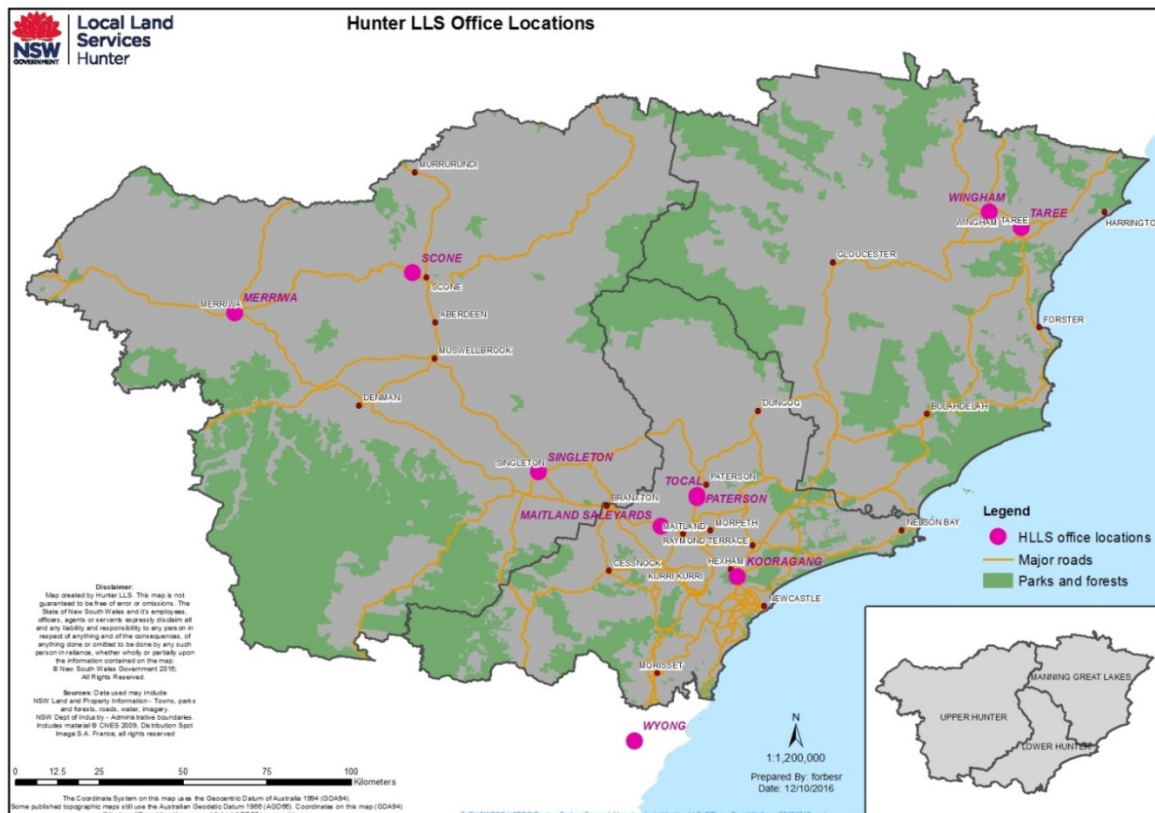 Hunter LLS Office Locations
NSW
GOVERNMENT
Local Land
Services
Hunter
MURRURUNDI
WINGHAM
WINGHAM
TAREE
TAREE
HARRINGTON
GLOUCESTER
SCONE
SCONE
MERRIWA
MERRIWA
ABERDEEN
FORSTER
MUSWELLBROOK
DENMAN
DUNGOG
BULAHDELAH
SINGLETON
SINGLETON
TOCAL
PATERSON
PATERSON
BRANXTON
MAITLAND SALEYARDS
MAITLAND
MORPETH
NELSON BAY
RAYMOND TERRACE
HEXHAM
KOORAGANG
CESSNOCK
KURRI KURRI
NEWCASTLE
MORISSET
WYONG
Legend
HLLS office locations
Major roads
Parks and forests
Disclaimer:
Map created by Hunter LLS. This map is not
guaranteed to be free of error or omissions. The
State of New South Wales and it's employees,
officers, agents or servants expressly disclaim all
and any liability and responsibility to any person in
respect of anything and of the consequences, of
anything done or omitted to be done by any such
person in reliance, whether wholly or partially upon
the information contained on the map.
© New South Wales Government 2016;
All Rights Reserved.
Sources: Data used may include
NSW Land and Property Information - Towns, parks
and forests, roads, water, imagery.
NSW Dept of Industry - Administrative boundaries.
Includes material © CNES 2009, Distribution Spot
Image S.A. France, all rights reserved
0 12.5 25 50 75 100
Kilometers
The Coordinate System on this map uses the Geocentric Datum of Australia 1994 (GDA94).
Some published topographic maps still use the Australian Geodetic Datum 1966 (AGD66). Coordinates on this map (GDA94)
N
1:1,200,000
Prepared By: forbesr
Date: 12/10/2016
MANNING GREAT LAKES
UPPER HUNTER
LOWER HUNTER